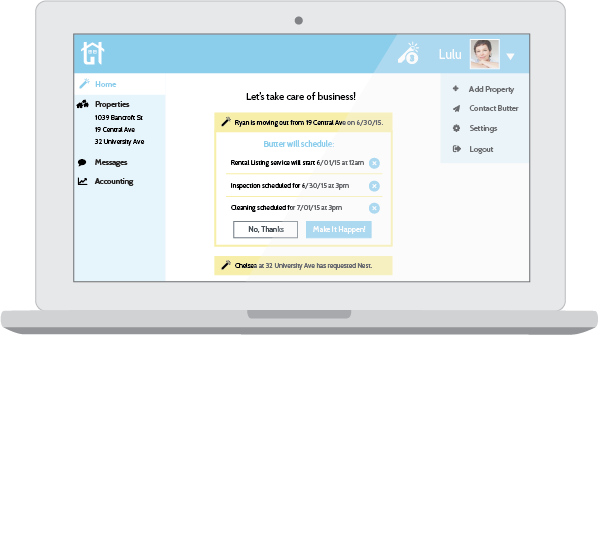 Lulu
Home
Properties
1039 Bancroft St
19 Central Ave
32 University Ave
Messages
Accounting
Let's take care of business!
Ryan is moving out from 19 Central Ave on 6/30/15.
Butter will schedule:
Rental Listing service will start 6/01/15 at 12am
Inspection scheduled for 6/30/15 at 3pm
Cleaning scheduled for 7/01/15 at 3pm
No, Thanks
Make It Happen!
Chelsea at 32 University Ave has requested Nest.
Add Property
Contact Butter
Settings
Logout